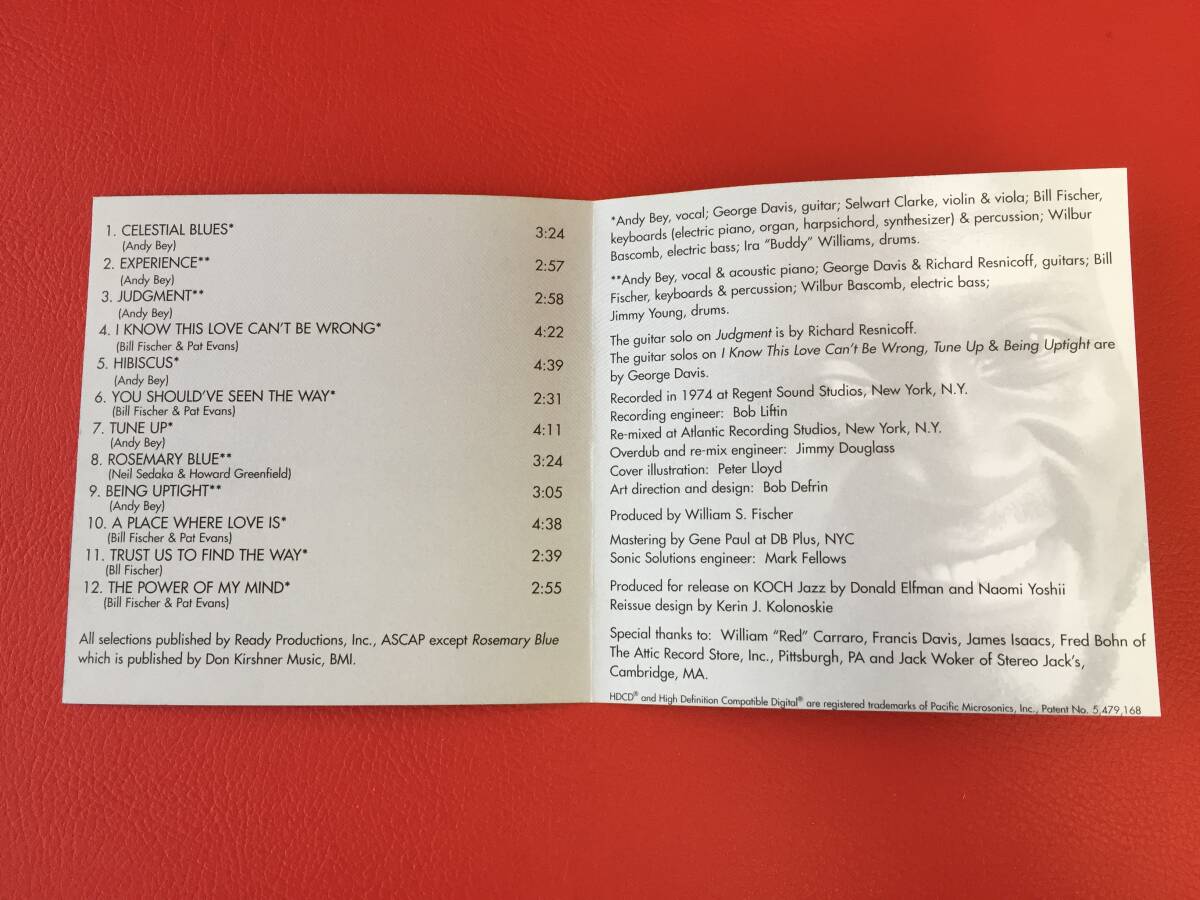 1. CELESTIAL BLUES* 3:24
(Andy Bey)
2. EXPERIENCE** 2:57
(Andy Bey)
3. JUDGMENT** 2:58
(Andy Bey)
4. I KNOW THIS LOVE CAN'T BE WRONG* 4:22
(Bill Fischer & Pat Evans)
5. HIBISCUS* 4:39
(Andy Bey)
6. YOU SHOULD'VE SEEN THE WAY* 2:31
(Bill Fischer & Pat Evans)
7. TUNE UP* 4:11
(Andy Bey)
8. ROSEMARY BLUE** 3:24
(Neil Sedaka & Howard Greenfield)
9. BEING UPTIGHT** 3:05
(Andy Bey)
10. A PLACE WHERE LOVE IS* 4:38
(Bill Fischer & Pat Evans)
11. TRUST US TO FIND THE WAY* 2:39
(Bll Fischer)
12. THE POWER OF MY MIND* 2:55
(Bill Fischer & Pat Evans)
All selections published by Ready Productions, Inc., ASCAP except Rosemary Blue
which is published by Don Kirshner Music, BMI.
*Andy Bey, vocal; George Davis, guitar; Selwart Clarke, violin & viola; Bill Fischer,
keyboards (electric piano, organ, harpsichord, synthesizer) & percussion; Wilbur
Bascomb, electric bass; Ira "Buddy" Williams, drums.
**Andy Bey, vocal & acoustic piano; George Davis & Richard Resnicoff, guitars; Bill
Fischer, keyboards & percussion; Wilbur Bascomb, electric bass;
Jimmy Young, drums.
The guitar solo on Judgment is by Richard Resnicoff.
The guitar solos on I Know This Love Can't Be Wrong, Tune Up & Being Uptight are
by George Davis.
Recorded in 1974 at Regent Sound Studios, New York, N.Y.
Recording engineer: Bob Liftin
Re-mixed at Atlantic Recording Studios, New York, N.Y.
Overdub and re-mix engineer: Jimmy Douglass
Cover illustration: Peter Lloyd
Art direction and design: Bob Defrin
Produced by William S. Fischer
Mastering by Gene Paul at DB Plus, NYC
Sonic Solutions engineer: Mark Fellows
Produced for release on KOCH Jazz by Donald Elfman and Naomi Yoshii
Reissue design by Kerin J. Kolonoskie
Special thanks to: William "Red" Carraro, Francis Davis, James Isaacs, Fred Bohn of
The Attic Record Store, Inc., Pittsburgh, PA and Jack Woker of Stereo Jack's,
Cambridge, MA.
HDCD® and High Definition Compatible Digital® are registered trademarks of Pacific Microsonics, Inc., Patent No. 5,479,168